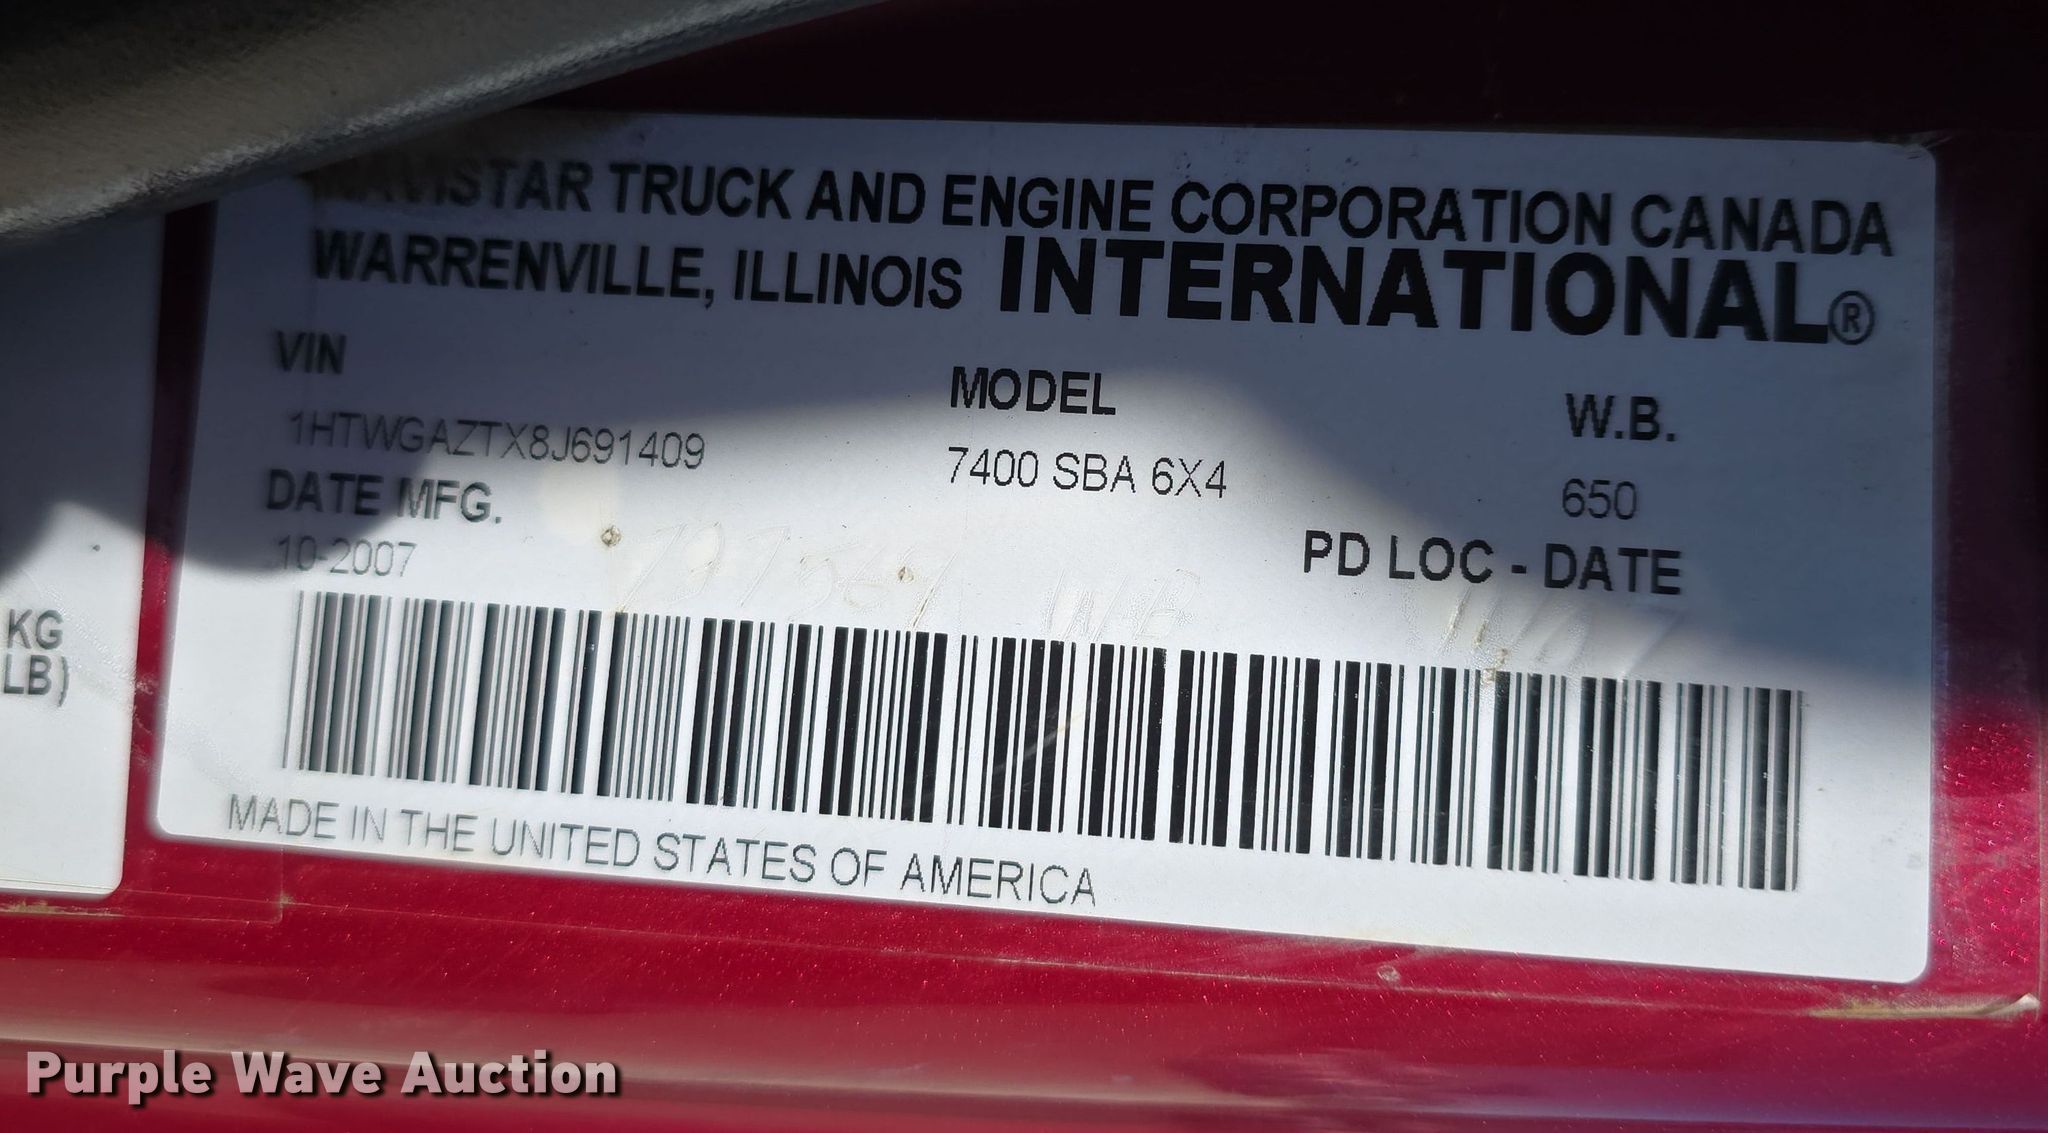 NAVISTAR TRUCK AND ENGINE CORPORATION CANADA
WARRENVILLE, ILLINOIS INTERNATIONAL®
VIN MODEL W.B.
1HTWGAZTX8J691409 7400 SBA 6X4 650
DATE MFG. PD LOC - DATE
10-2007
KG
LB)
MADE IN THE UNITED STATES OF AMERICA
Purple Wave Auction